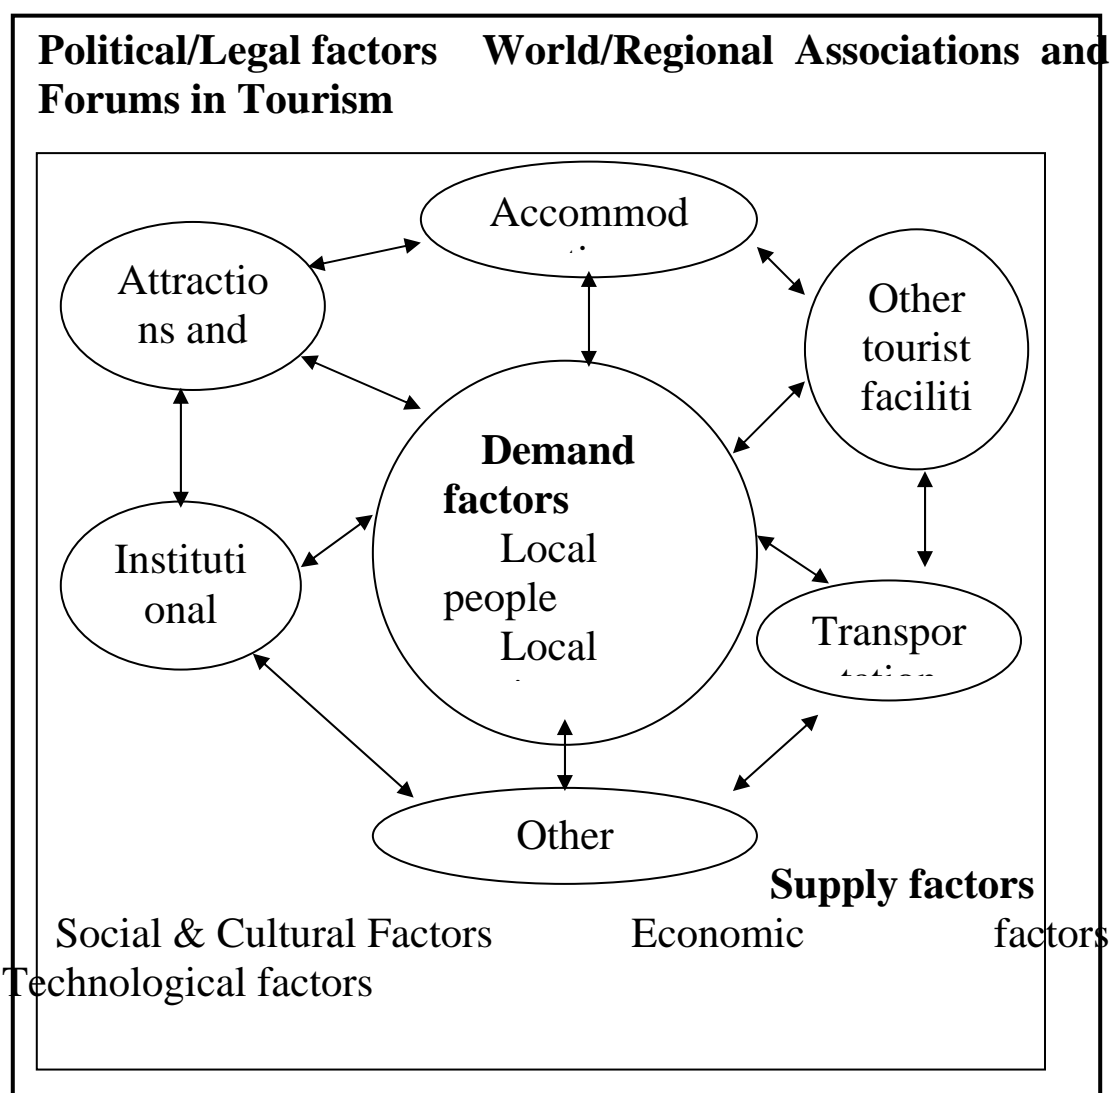 Political/Legal factors World/Regional Associations and
Forums in Tourism
Accommod
Attractio
ns and
Other
tourist
faciliti
Demand
factors
Local
people
Local
Instituti
onal
Transpor
tation
Other
Supply factors
Social & Cultural Factors Economic factors
Technological factors